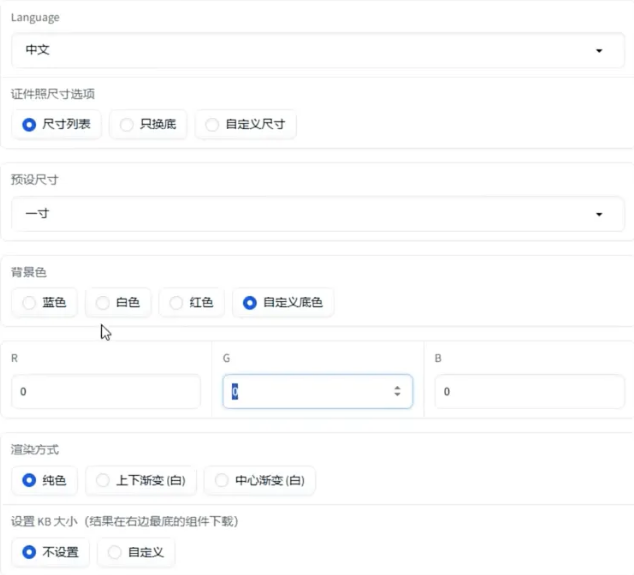 Language
中文
证件照尺寸选项
尺寸列表 只换底 自定义尺寸
预设尺寸
一寸
背景色
蓝色 白色 红色 自定义底色
R G B
0 0 0
渲染方式
纯色 上下渐变 (白) 中心渐变 (白)
设置 KB 大小（结果在右边最底的组件下载）
不设置 自定义